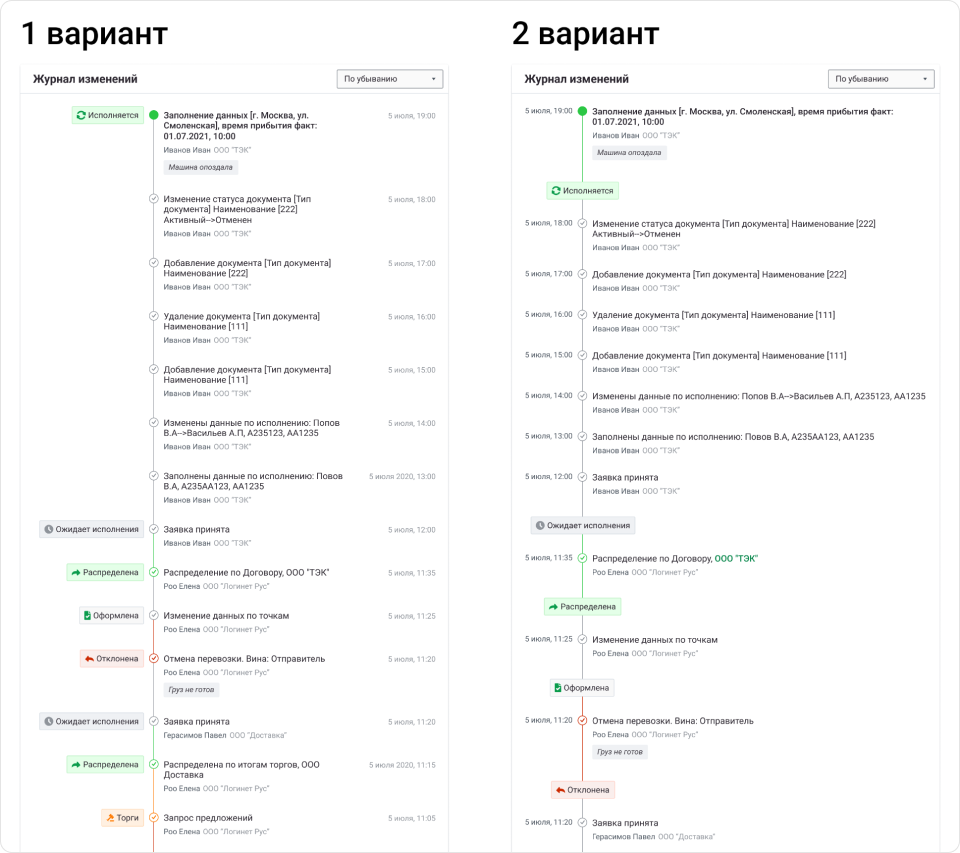 1 вариант
Журнал изменений
По убыванию
Исполняется
Заполнение данных [г. Москва, ул.
Смоленская], время прибытия факт:
01.07.2021, 10:00
5 июля, 19:00
Иванов Иван ООО "ТЭК"
Машина опоздала
Изменение статуса документа [Тип
документа] Наименование [222]
Активный-->Отменен
5 июля, 18:00
Иванов Иван ООО "ТЭК"
Добавление документа [Тип документа]
Наименование [222]
5 июля, 17:00
Иванов Иван ООО "ТЭК"
Удаление документа [Тип документа]
Наименование [111]
5 июля, 16:00
Иванов Иван ООО "ТЭК"
Добавление документа [Тип документа]
Наименование [111]
5 июля, 15:00
Иванов Иван ООО "ТЭК"
Изменены данные по исполнению: Попов
В.А-->Васильев А.П, А235123, АА1235
5 июля, 14:00
Иванов Иван ООО "ТЭК"
Заполнены данные по исполнению: Повов
В.А, А235АА123, АА1235
5 июля 2020, 13:00
Иванов Иван ООО "ТЭК"
Ожидает исполнения
Заявка принята
5 июля, 12:00
Иванов Иван ООО "ТЭК"
Распределена
Распределение по Договору, ООО "ТЭК"
5 июля, 11:35
Роо Елена ООО "Логинет Рус"
Оформлена
Изменение данных по точкам
5 июля, 11:25
Роо Елена ООО "Логинет Рус"
Отклонена
Отмена перевозки. Вина: Отправитель
5 июля, 11:20
Роо Елена ООО "Логинет Рус"
Груз не готов
Ожидает исполнения
Заявка принята
5 июля, 11:20
Герасимов Павел ООО "Доставка"
Распределена
Распределена по итогам торгов, ООО
Доставка
5 июля 2020, 11:15
Роо Елена ООО "Логинет Рус"
Торги
Запрос предложений
5 июля, 11:05
Роо Елена ООО "Логинет Рус"
2 вариант
Журнал изменений
По убыванию
5 июля, 19:00
Заполнение данных [г. Москва, ул. Смоленская], время прибытия факт:
01.07.2021, 10:00
Иванов Иван ООО "ТЭК"
Машина опоздала
Исполняется
5 июля, 18:00
Изменение статуса документа [Тип документа] Наименование [222]
Активный-->Отменен
Иванов Иван ООО "ТЭК"
5 июля, 17:00
Добавление документа [Тип документа] Наименование [222]
Иванов Иван ООО "ТЭК"
5 июля, 16:00
Удаление документа [Тип документа] Наименование [111]
Иванов Иван ООО "ТЭК"
5 июля, 15:00
Добавление документа [Тип документа] Наименование [111]
Иванов Иван ООО "ТЭК"
5 июля, 14:00
Изменены данные по исполнению: Попов В.А-->Васильев А.П, А235123, АА1235
Иванов Иван ООО "ТЭК"
5 июля, 13:00
Заполнены данные по исполнению: Повов В.А, А235АА123, АА1235
Иванов Иван ООО "ТЭК"
5 июля, 12:00
Заявка принята
Иванов Иван ООО "ТЭК"
Ожидает исполнения
5 июля, 11:35
Распределение по Договору, ООО "ТЭК"
Роо Елена ООО "Логинет Рус"
Распределена
5 июля, 11:25
Изменение данных по точкам
Роо Елена ООО "Логинет Рус"
Оформлена
5 июля, 11:20
Отмена перевозки. Вина: Отправитель
Роо Елена ООО "Логинет Рус"
Груз не готов
Отклонена
5 июля, 11:20
Заявка принята
Герасимов Павел ООО "Доставка"